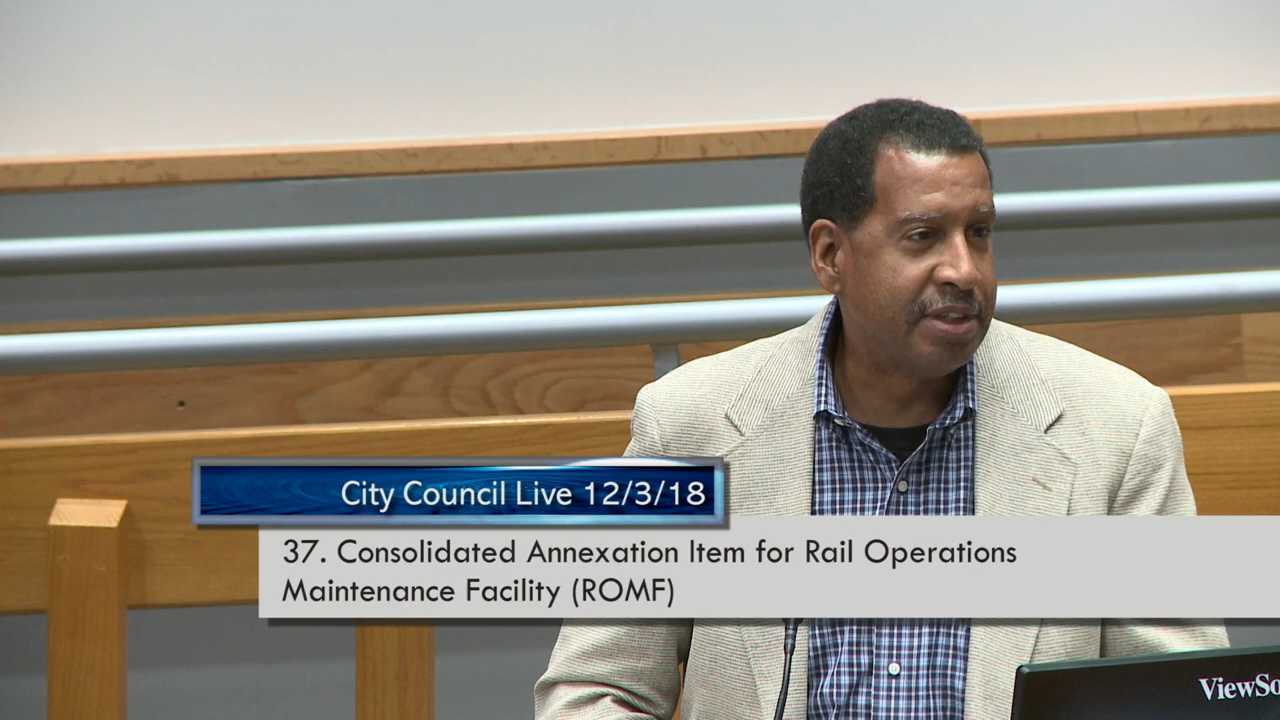 City Council Live 12/3/18
37. Consolidated Annexation Item for Rail Operations
Maintenance Facility (ROMF)
ViewSo